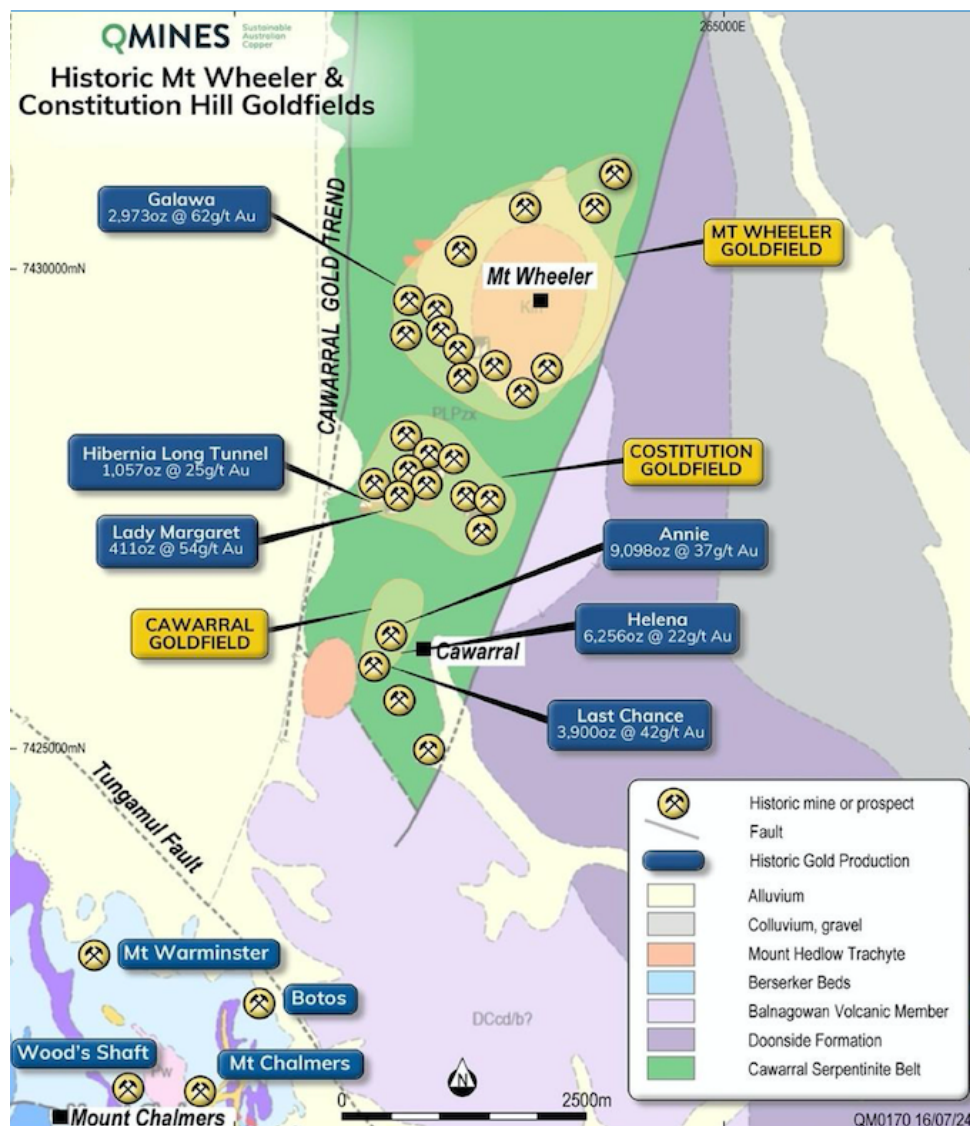 QMINES
Sustainable
Australian
Copper
Historic Mt Wheeler &
Constitution Hill Goldfields
265000E
Galawa
2,973oz @ 62g/t Au
CAWARRAL GOLD TREND
MT WHEELER
GOLDFIELD
7430000mN
Mt Wheeler
PLPzx
Hibernia Long Tunnel
1,057oz @ 25g/t Au
COSTITUTION
GOLDFIELD
Lady Margaret
411oz @ 54g/t Au
Annie
9,098oz @ 37g/t Au
CAWARRAL
GOLDFIELD
Helena
6,256oz @ 22g/t Au
Cawarral
Last Chance
3,900oz @ 42g/t Au
7425000mN
Tungamul Fault
Historic mine or prospect
Fault
Historic Gold Production
Alluvium
Colluvium, gravel
Mount Hedlow Trachyte
Berserker Beds
Balnagowan Volcanic Member
Doonside Formation
Cawarral Serpentinite Belt
Mt Warminster
Botos
DCcd/b?
Wood's Shaft
Mt Chalmers
Pw
Mount Chalmers
N
0 2500m
QM0170 16/07/24